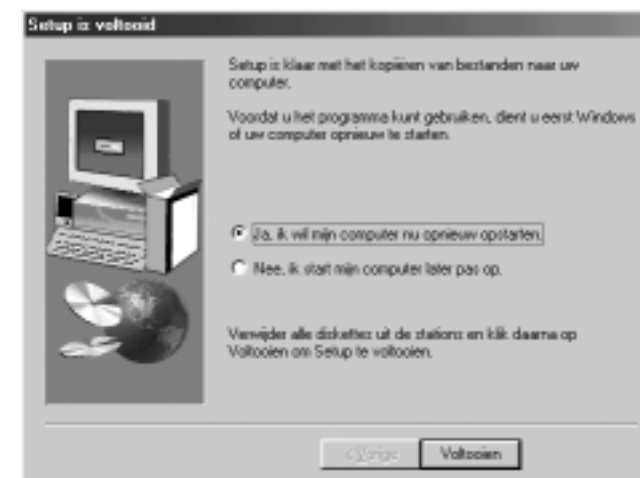 Setup is voltooid
Setup is klaar met het kopiëren van bestanden naar uw
computer.
Voordat u het programma kunt gebruiken, dient u eerst Windows
of uw computer opnieuw te starten.
Ja, ik wil mijn computer nu opnieuw opstarten.
Nee, ik start mijn computer later pas op.
Verwijder alle diskettes uit de stations en klik daarna op
Voltooien om Setup te voltooien.
< Vorige
Voltooien